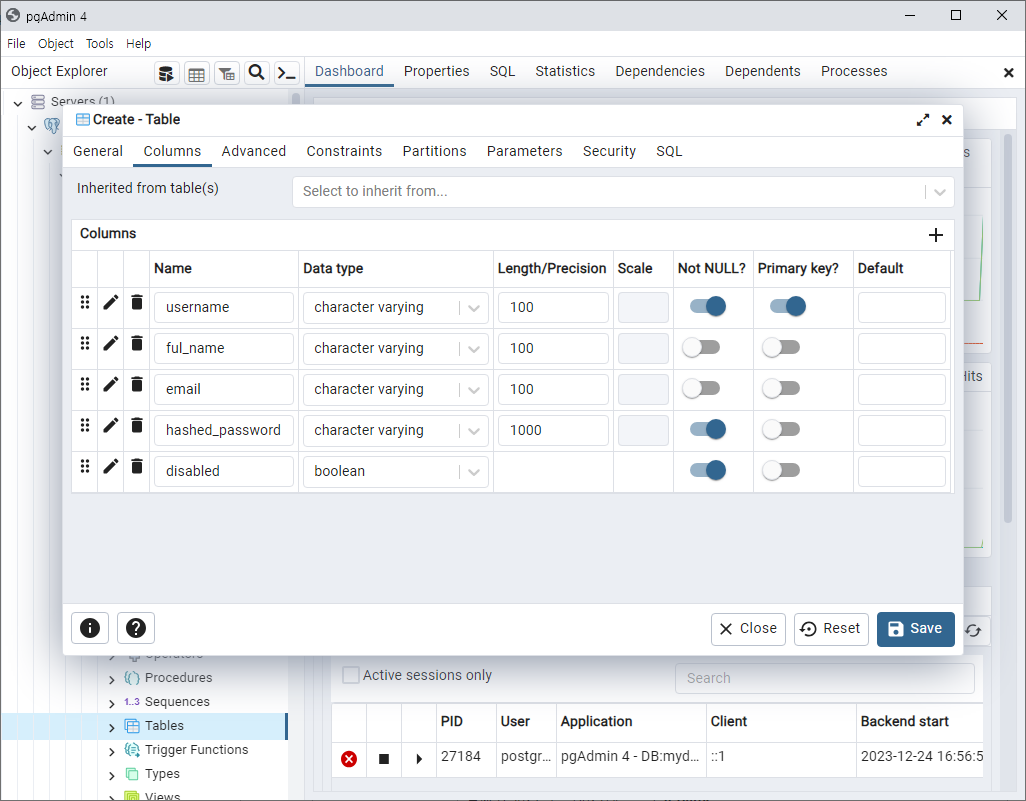 pgAdmin 4
File Object Tools Help
Object Explorer
Dashboard Properties SQL Statistics Dependencies Dependents Processes
Servers (1)
Create - Table
General Columns Advanced Constraints Partitions Parameters Security SQL
Inherited from table(s) Select to inherit from...
Columns
Name Data type Length/Precision Scale Not NULL? Primary key? Default
username character varying 100
ful_name character varying 100
email character varying 100
hashed_password character varying 1000
disabled boolean
Close Reset Save
Operators
Procedures
1..3 Sequences
Tables
Trigger Functions
Types
Views
Active sessions only Search
PID User Application Client Backend start
27184 postgr... pgAdmin 4 - DB:myd... ::1 2023-12-24 16:56:5